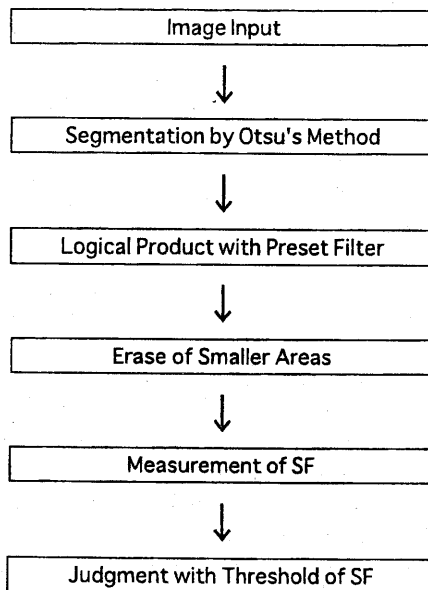 Image Input
Segmentation by Otsu's Method
Logical Product with Preset Filter
Erase of Smaller Areas
Measurement of SF
Judgment with Threshold of SF